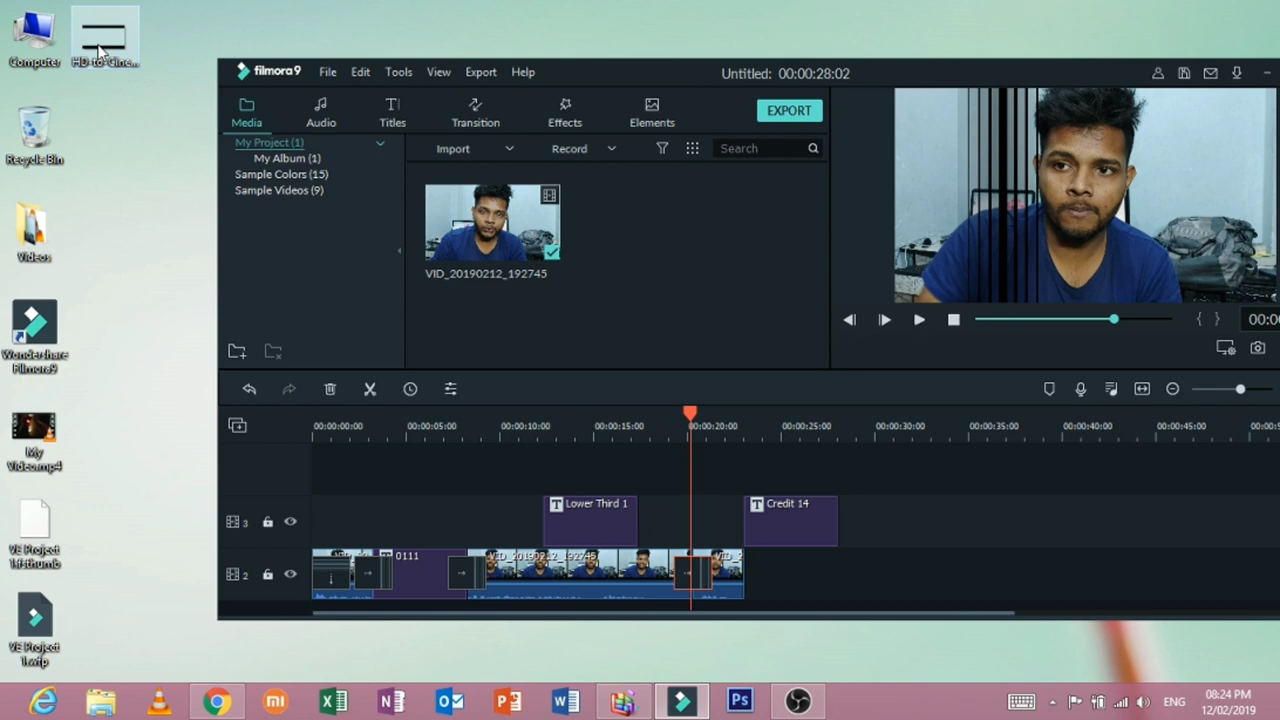 Computer
HD-to-Cine...
Recycle Bin
Videos
Wondershare
Filmora9
My
Video.mp4
VE Project
1.fsthumb
VE Project
1.wfp
filmora9
File Edit Tools View Export Help
Untitled: 00:00:28:02
Media Audio Titles Transition Effects Elements
EXPORT
My Project (1)
My Album (1)
Sample Colors (15)
Sample Videos (9)
Import Record Search
VID_20190212_192745
00:00
00:00:00:00 00:00:05:00 00:00:10:00 00:00:15:00 00:00:20:00 00:00:25:00 00:00:30:00 00:00:35:00 00:00:40:00 00:00:45:00
3
T Lower Third 1
T Credit 14
2
T 0111
VID_20190212_192745
Ps
ENG
08:24 PM
12/02/2019